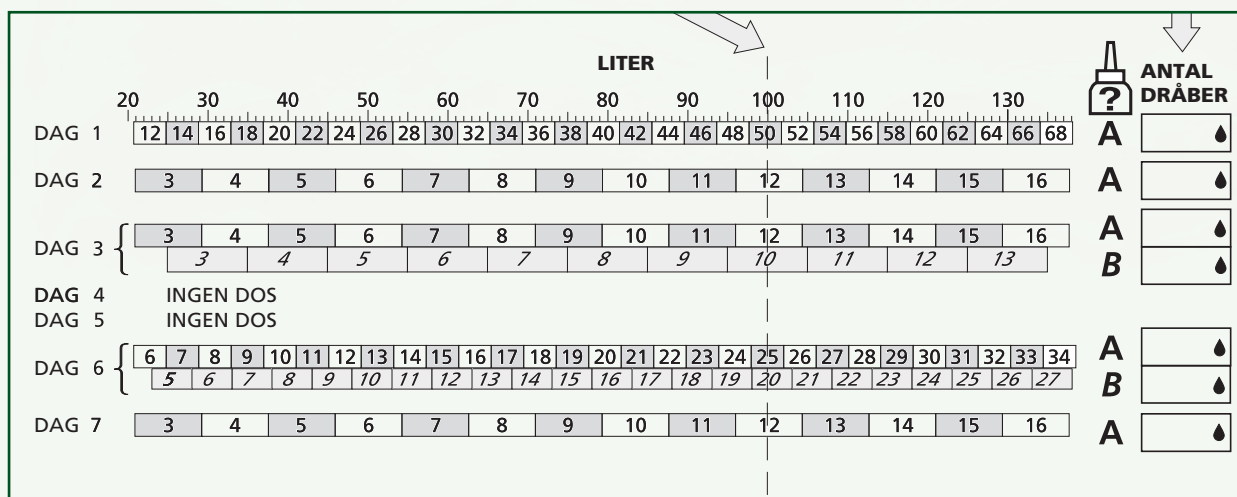 LITER
ANTAL
DRÅBER
?
20 30 40 50 60 70 80 90 100 110 120 130
DAG 1 12 14 16 18 20 22 24 26 28 30 32 34 36 38 40 42 44 46 48 50 52 54 56 58 60 62 64 66 68 A
DAG 2 3 4 5 6 7 8 9 10 11 12 13 14 15 16 A
DAG 3 3 4 5 6 7 8 9 10 11 12 13 14 15 16 A
3 4 5 6 7 8 9 10 11 12 13 B
DAG 4 INGEN DOS
DAG 5 INGEN DOS
DAG 6 6 7 8 9 10 11 12 13 14 15 16 17 18 19 20 21 22 23 24 25 26 27 28 29 30 31 32 33 34 A
5 6 7 8 9 10 11 12 13 14 15 16 17 18 19 20 21 22 23 24 25 26 27 B
DAG 7 3 4 5 6 7 8 9 10 11 12 13 14 15 16 A